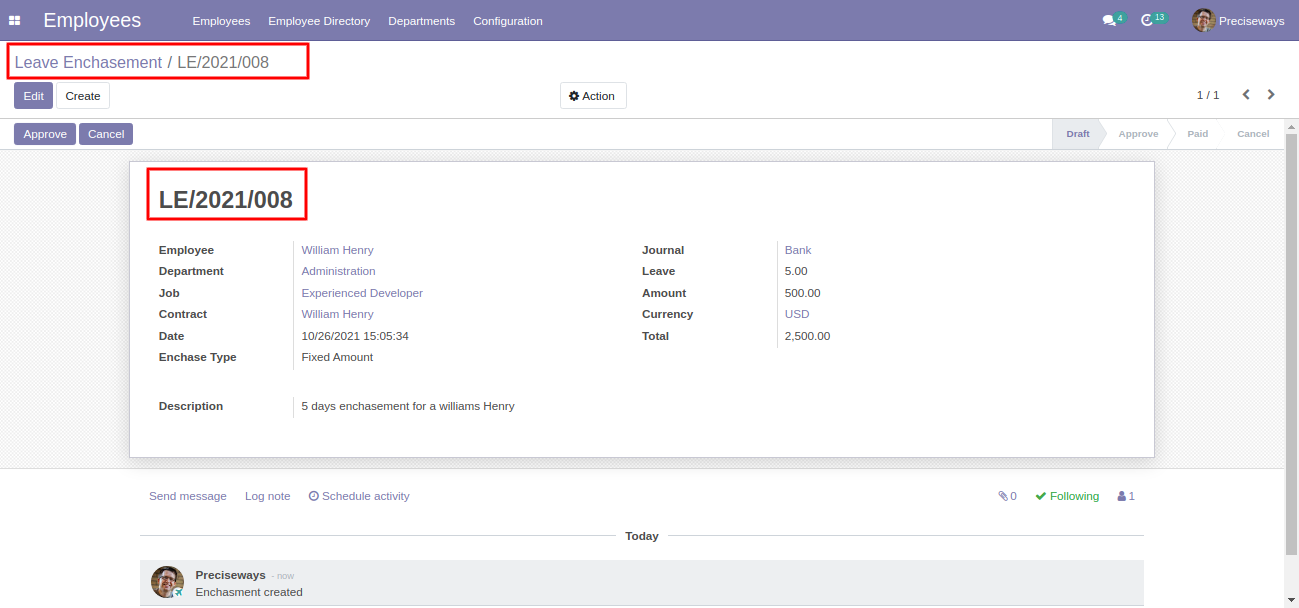 Employees Employees Employee Directory Departments Configuration 4 13 Preciseways
Leave Enchasement / LE/2021/008
Edit Create Action 1 / 1
Approve Cancel Draft Approve Paid Cancel
LE/2021/008
Employee William Henry Journal Bank
Department Administration Leave 5.00
Job Experienced Developer Amount 500.00
Contract William Henry Currency USD
Date 10/26/2021 15:05:34 Total 2,500.00
Enchase Type Fixed Amount
Description 5 days enchasement for a williams Henry
Send message Log note Schedule activity 0 Following 1
Today
Preciseways - now
Enchasment created